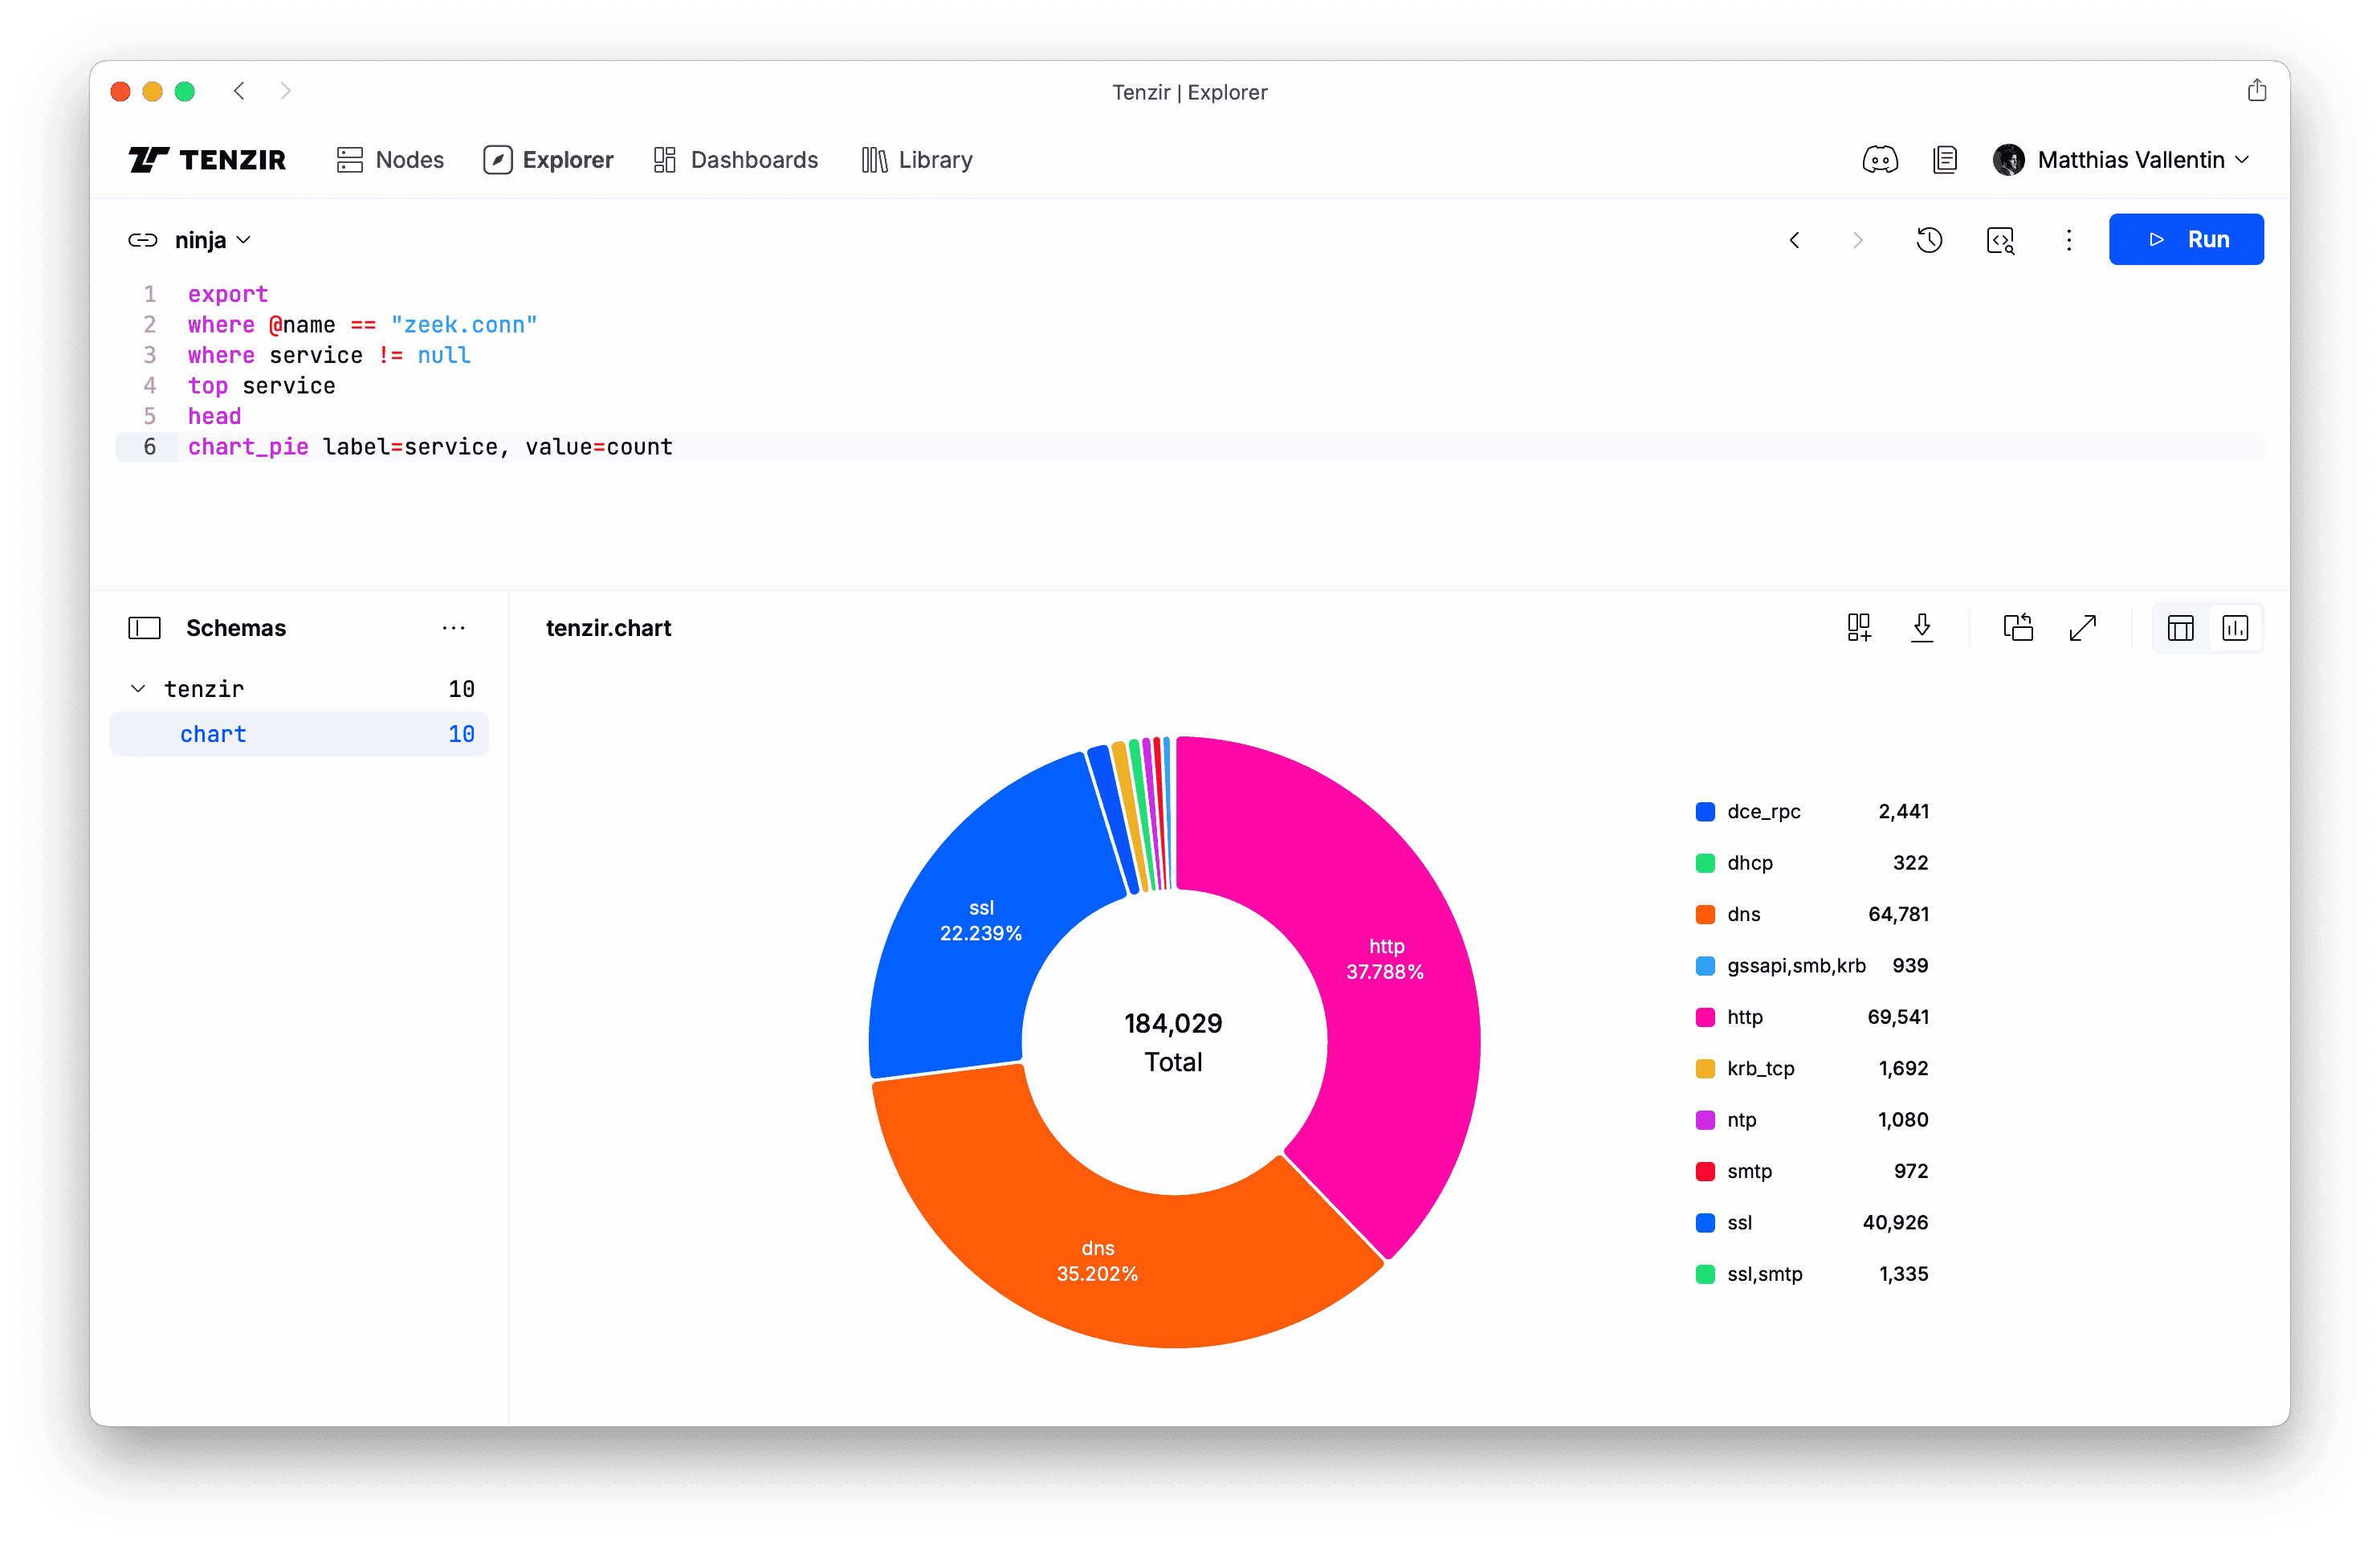 Tenzir | Explorer
TENZIR Nodes Explorer Dashboards Library Matthias Vallentin
ninja Run
1 export
2 where @name == "zeek.conn"
3 where service != null
4 top service
5 head
6 chart_pie label=service, value=count
Schemas ··· tenzir.chart
tenzir 10
chart 10
ssl
22.239%
http
37.788%
184,029
Total
dns
35.202%
dce_rpc 2,441
dhcp 322
dns 64,781
gssapi,smb,krb 939
http 69,541
krb_tcp 1,692
ntp 1,080
smtp 972
ssl 40,926
ssl,smtp 1,335